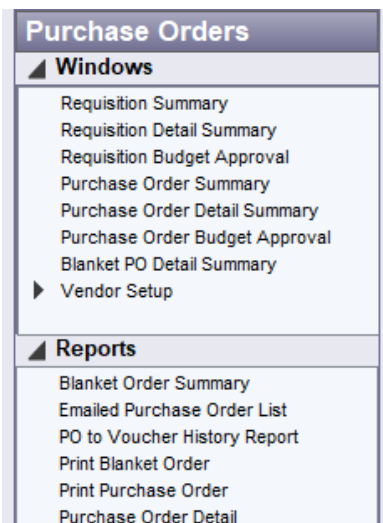 Purchase Orders
Windows
Requisition Summary
Requisition Detail Summary
Requisition Budget Approval
Purchase Order Summary
Purchase Order Detail Summary
Purchase Order Budget Approval
Blanket PO Detail Summary
Vendor Setup
Reports
Blanket Order Summary
Emailed Purchase Order List
PO to Voucher History Report
Print Blanket Order
Print Purchase Order
Purchase Order Detail